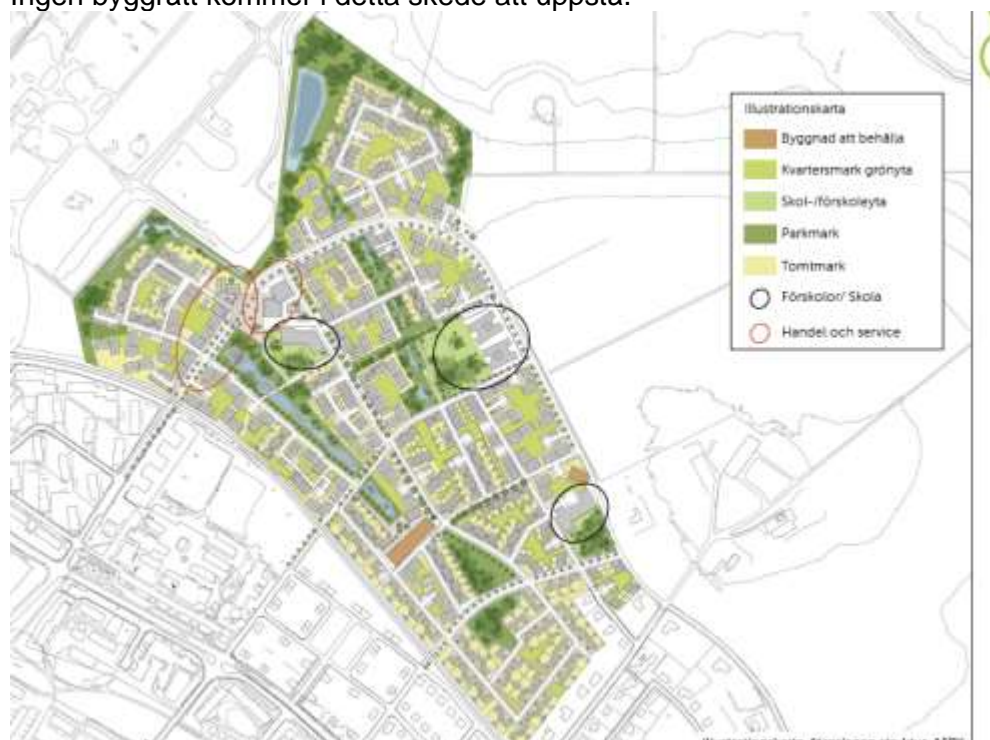 Ingen byggrätt kommer i detta skede att uppstå.
Illustrationskarta
Byggnad att behålla
Kvartersmark grönyta
Skol-/förskoleyta
Parkmark
Tomtmark
Förskolor/ Skola
Handel och service